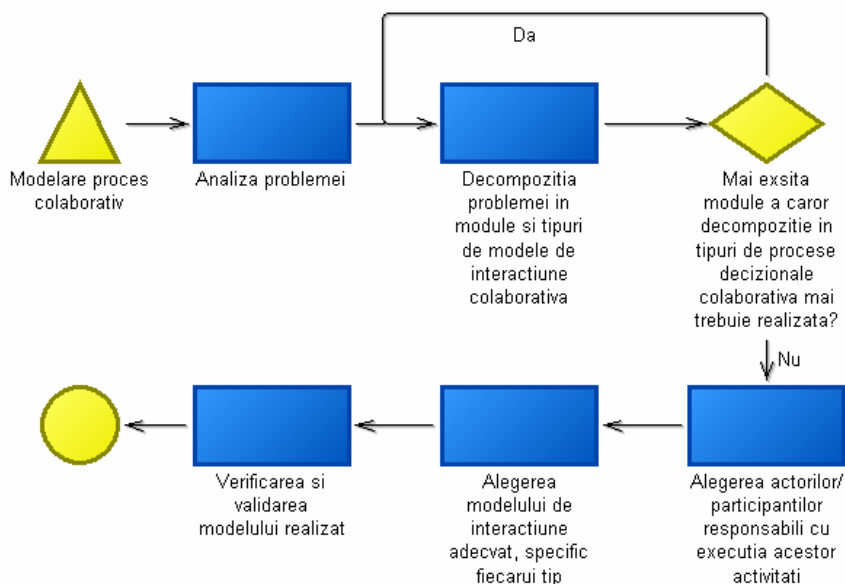 Da
Modelare proces
colaborativ
Analiza problemei
Decompozitia
problemei in
module si tipuri
de modele de
interactiune
colaborativa
Mai exsita
module a caror
decompozitie in
tipuri de procese
decizionale
colaborativa mai
trebuie realizata?
Nu
Verificarea si
validarea
modelului realizat
Alegerea
modelului de
interactiune
adecvat, specific
fiecarui tip
Alegerea actorilor/
participantilor
responsabili cu
executia acestor
activitati